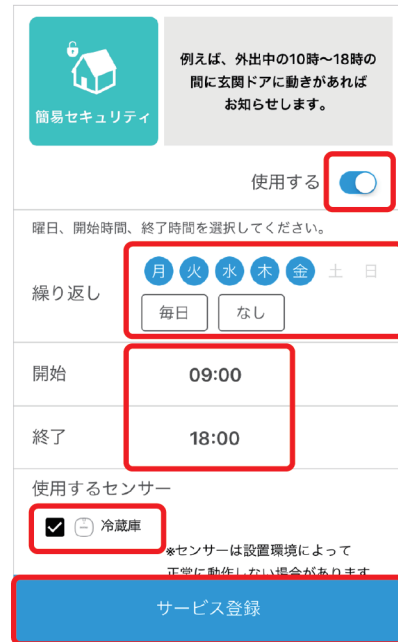 例えば、外出中の10時～18時の
間に玄関ドアに動きがあれば
お知らせします。
簡易セキュリティ
使用する
曜日、開始時間、終了時間を選択してください。
繰り返し
月 火 水 木 金 土 日
毎日 なし
開始 09:00
終了 18:00
使用するセンサー
冷蔵庫
※センサーは設置環境によって
正常に動作しない場合があります
サービス登録